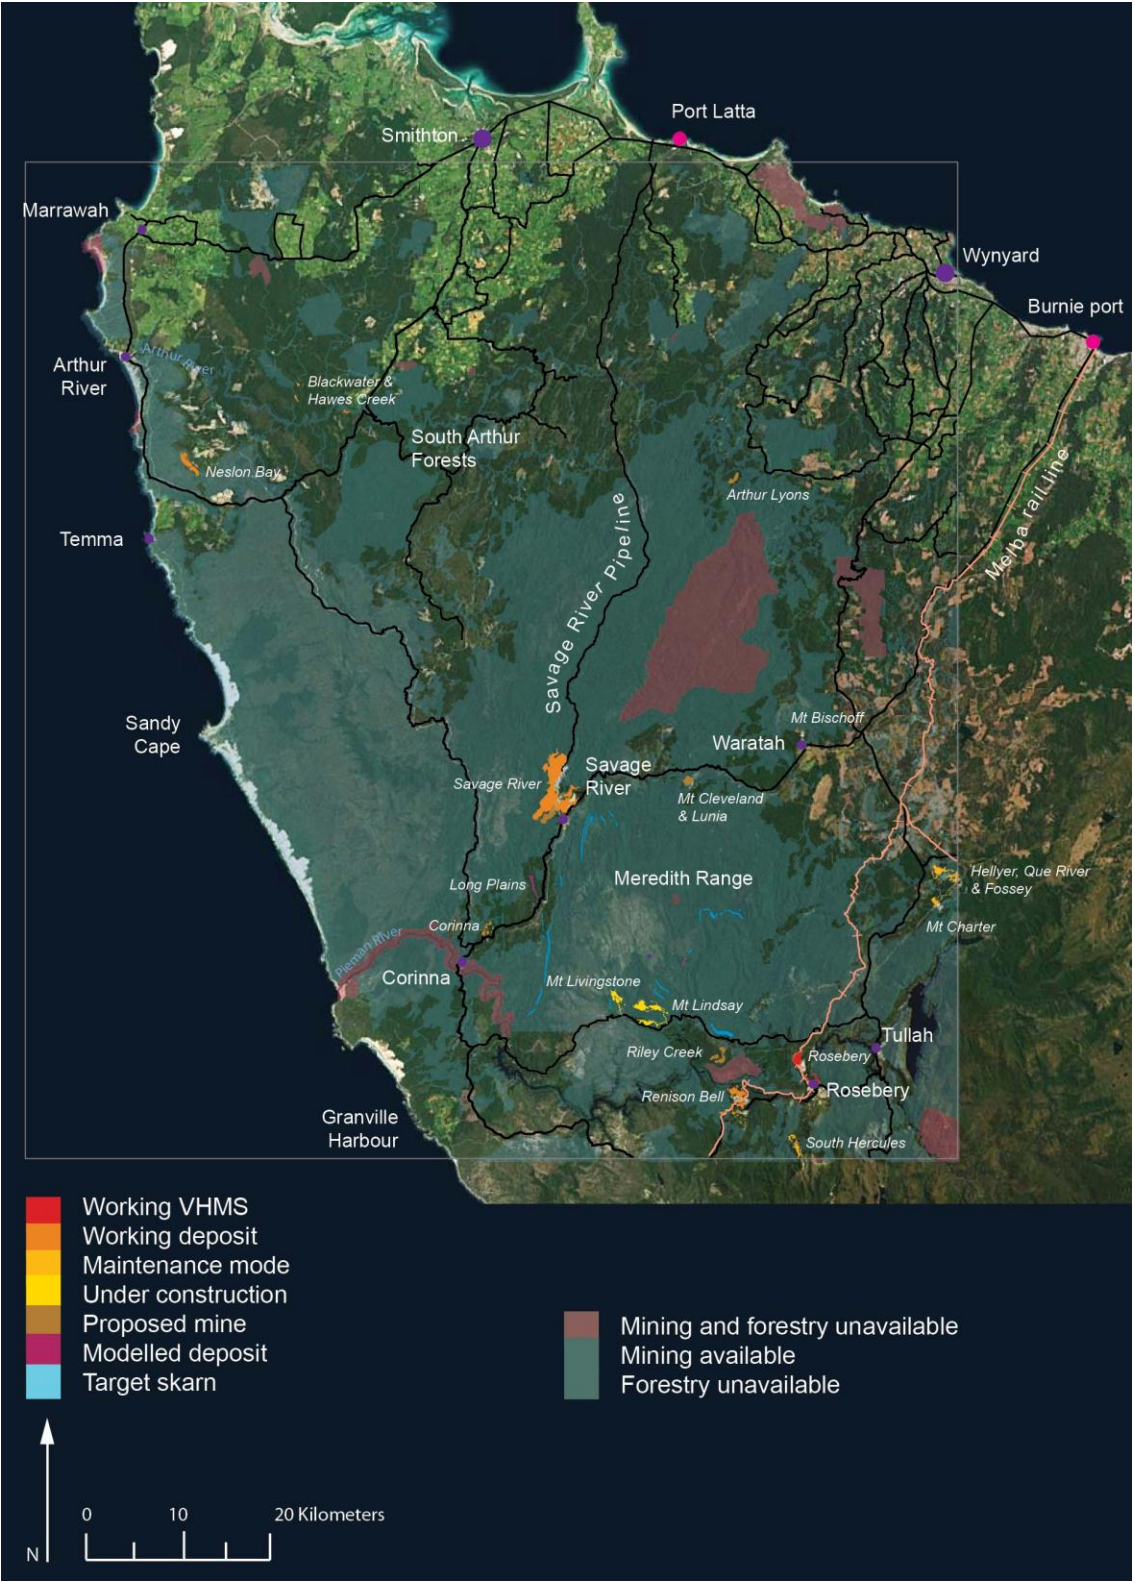 Port Latta
Smithton
Marrawah
Wynyard
Burnie port
Arthur
River
Arthur River
Blackwater &
Hawes Creek
South Arthur
Forests
Neslon Bay
Arthur Lyons
Melba rail line
Temma
Savage River Pipeline
Sandy
Cape
Mt Bischoff
Waratah
Savage River
Savage
River
Mt Cleveland
& Lunia
Long Plains
Meredith Range
Hellyer, Que River
& Fossey
Corinna
Mt Charter
Pieman River
Corinna
Mt Livingstone
Mt Lindsay
Riley Creek
Rosebery
Tullah
Renison Bell
Rosebery
Granville
Harbour
South Hercules
Working VHMS
Working deposit
Maintenance mode
Under construction
Proposed mine
Modelled deposit
Target skarn
Mining and forestry unavailable
Mining available
Forestry unavailable
0 10 20 Kilometers
N